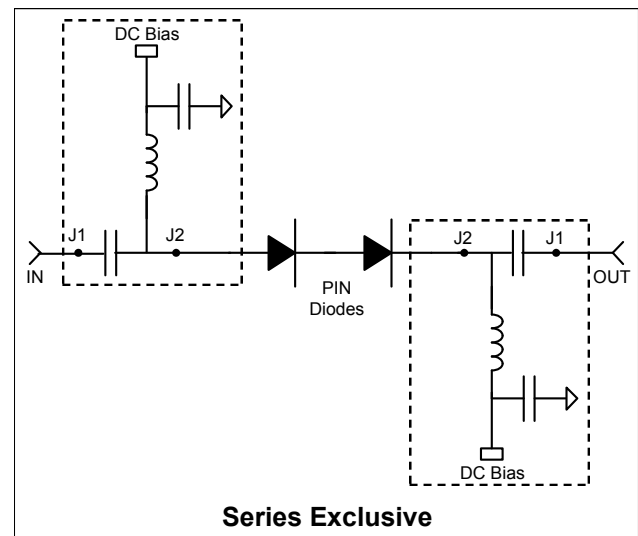 DC Bias
J1
J2
IN
PIN
Diodes
J2
J1
OUT
DC Bias
Series Exclusive